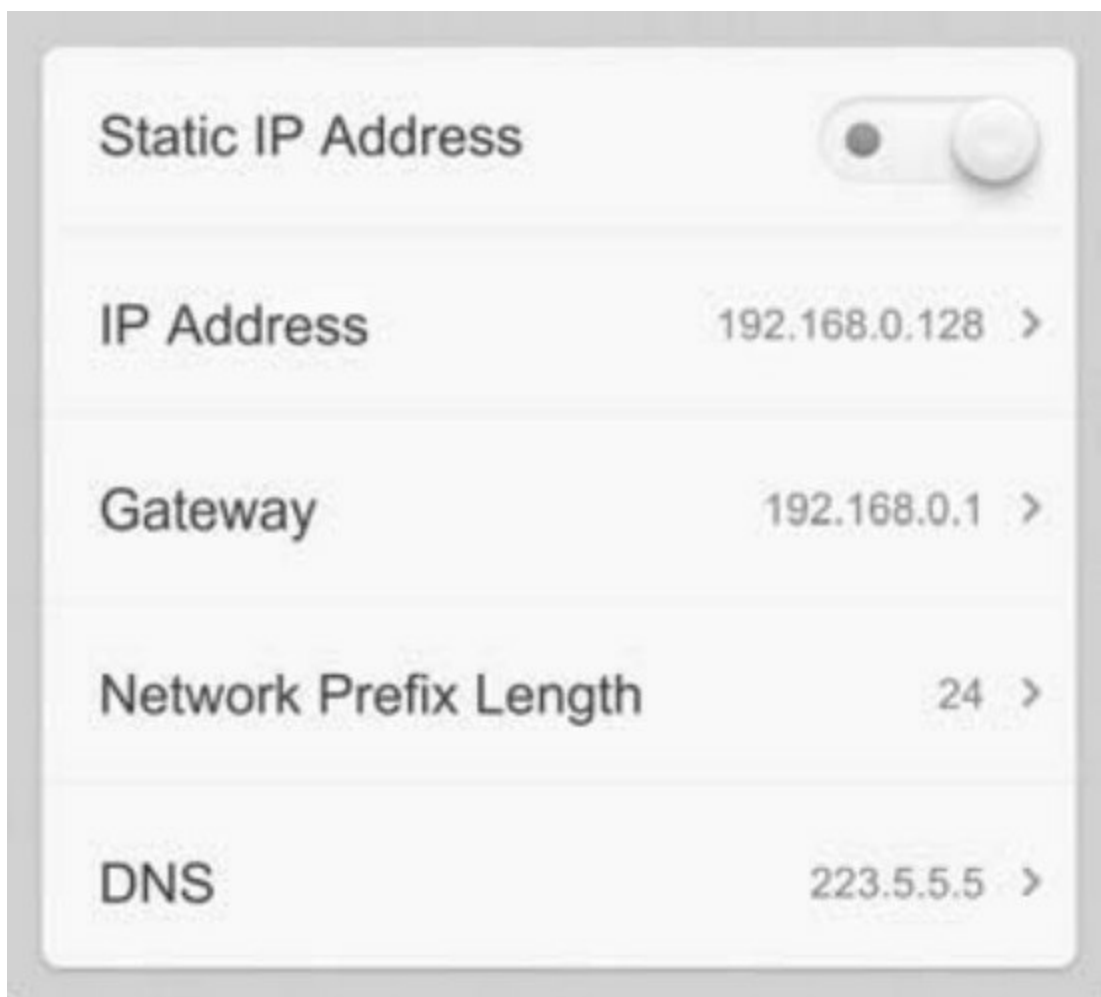 Static IP Address
IP Address 192.168.0.128 >
Gateway 192.168.0.1 >
Network Prefix Length 24 >
DNS 223.5.5.5 >